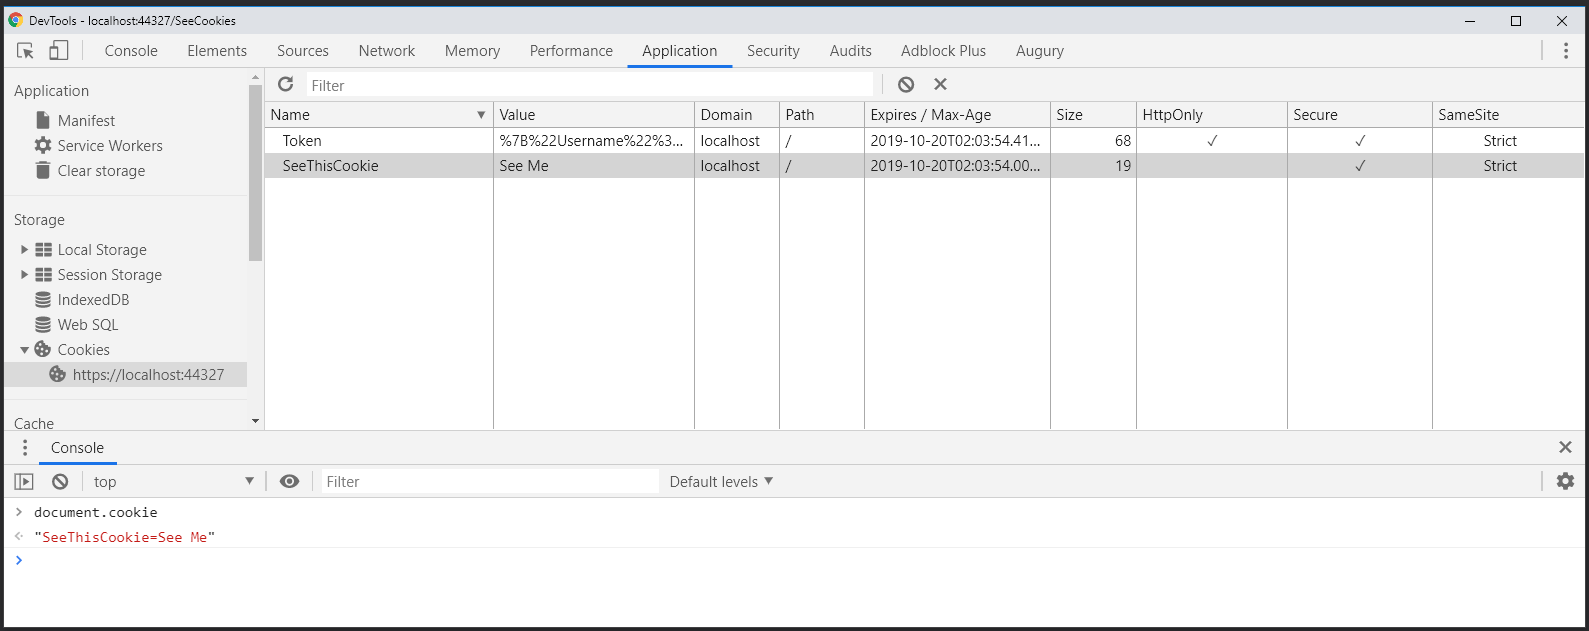 DevTools - localhost:44327/SeeCookies
Console Elements Sources Network Memory Performance Application Security Audits Adblock Plus Augury
Application
Manifest
Service Workers
Clear storage
Storage
Local Storage
Session Storage
IndexedDB
Web SQL
Cookies
https://localhost:44327
Cache
Filter
Name Value Domain Path Expires / Max-Age Size HttpOnly Secure SameSite
Token %7B%22Username%22%3... localhost / 2019-10-20T02:03:54.41... 68 ✓ ✓ Strict
SeeThisCookie See Me localhost / 2019-10-20T02:03:54.00... 19 ✓ Strict
Console
top Filter Default levels
document.cookie
"SeeThisCookie=See Me"